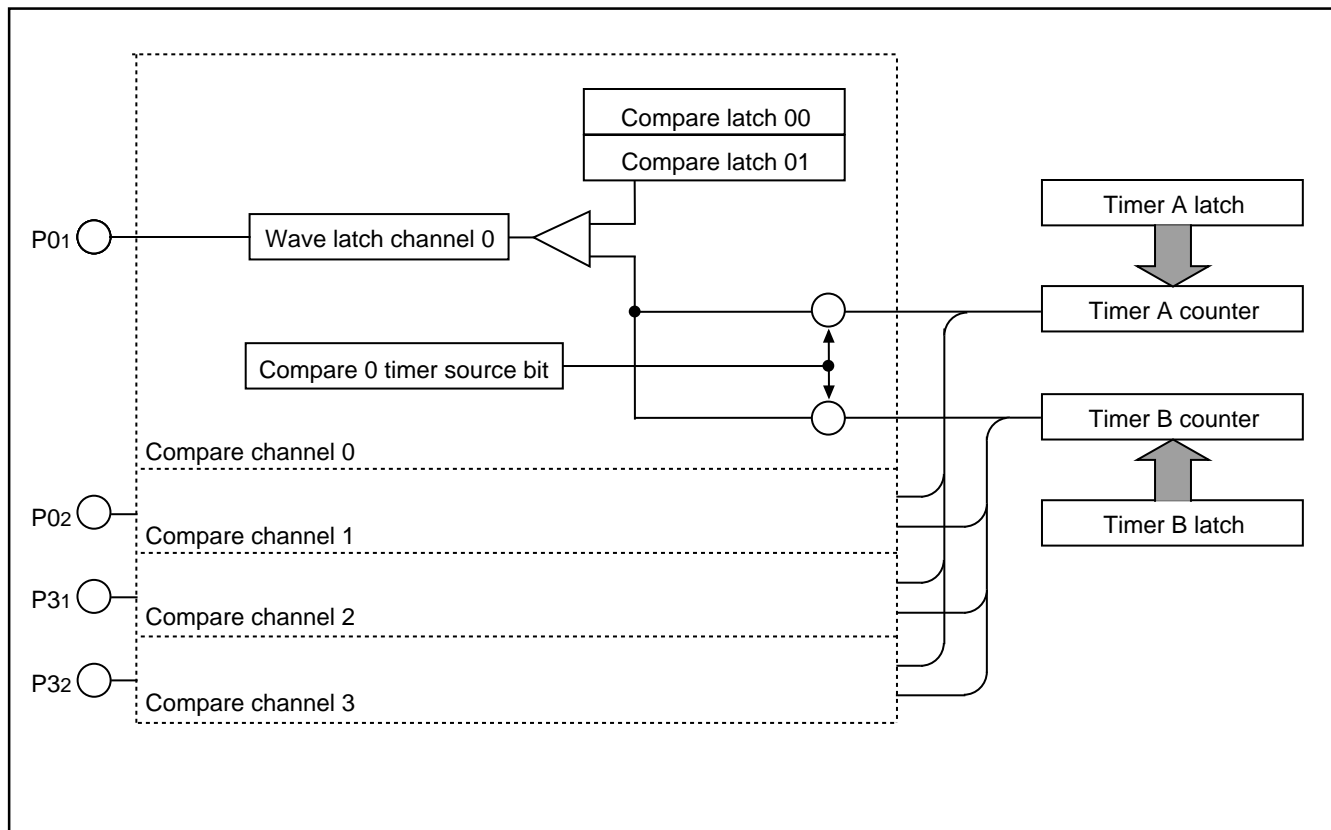 Compare latch 00
Compare latch 01
Timer A latch
P01
Wave latch channel 0
Timer A counter
Compare 0 timer source bit
Timer B counter
Compare channel 0
P02
Compare channel 1
Timer B latch
P31
Compare channel 2
P32
Compare channel 3